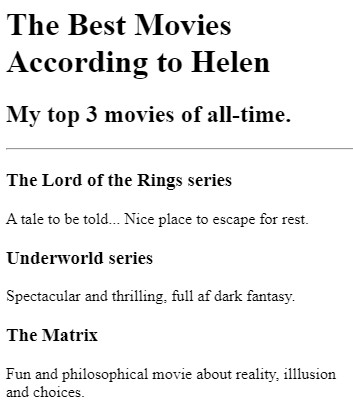 The Best Movies
According to Helen
My top 3 movies of all-time.
The Lord of the Rings series
A tale to be told... Nice place to escape for rest.
Underworld series
Spectacular and thrilling, full af dark fantasy.
The Matrix
Fun and philosophical movie about reality, illlusion
and choices.